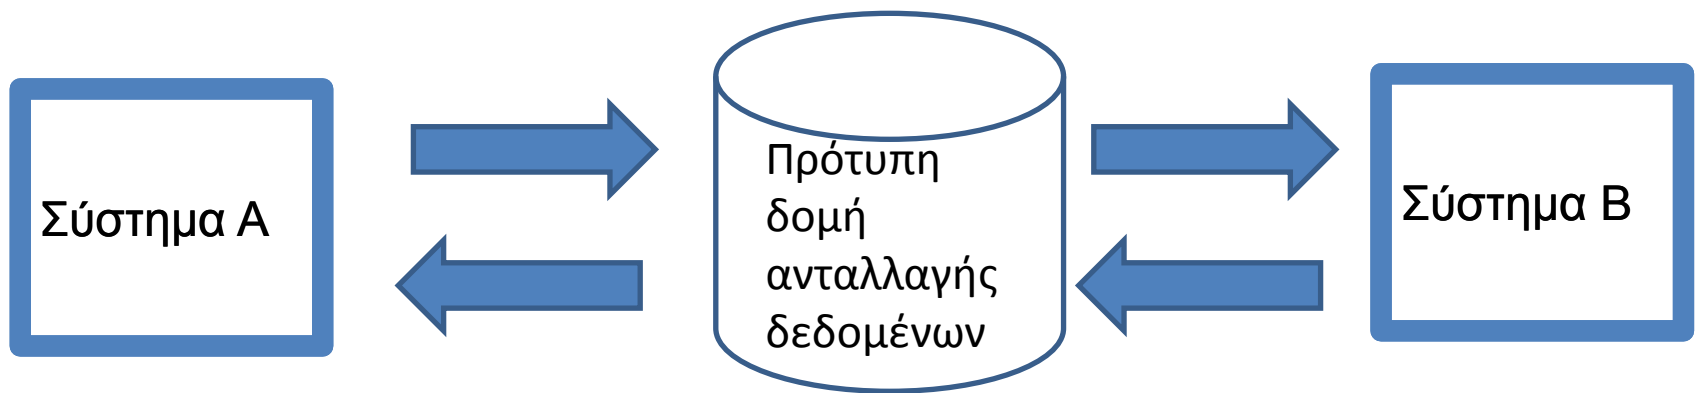 Σύστημα Α
Πρότυπη
δομή
ανταλλαγής
δεδομένων
Σύστημα Β